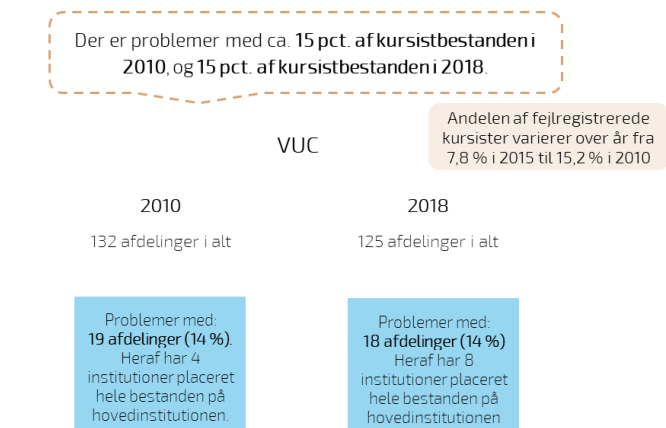 Der er problemer med ca. 15 pct. af kursistbestanden i
2010, og 15 pct. af kursistbestanden i 2018.
Andelen af fejlregistrerede
kursister varierer over år fra
7,8 % i 2015 til 15,2 % i 2010
VUC
2010
132 afdelinger i alt
2018
125 afdelinger i alt
Problemer med:
19 afdelinger (14 %).
Heraf har 4
institutioner placeret
hele bestanden på
hovedinstitutionen.
Problemer med:
18 afdelinger (14 %)
Heraf har 8
institutioner placeret
hele bestanden på
hovedinstitutionen